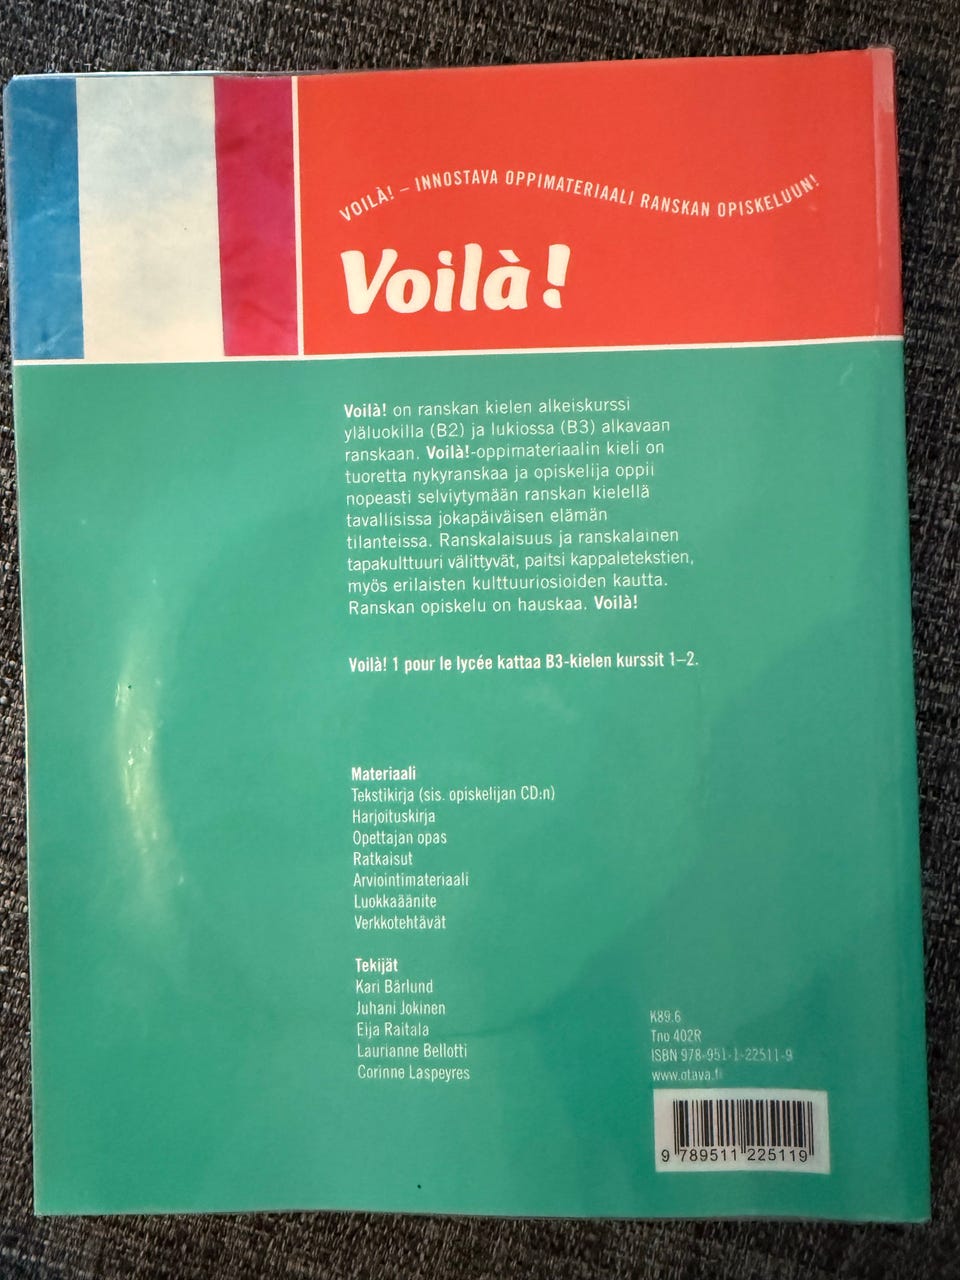 VOILÀ! – INNOSTAVA OPPIMATERIAALI RANSKAN OPISKELUUN!
Voilà!
Voilà! on ranskan kielen alkeiskurssi
yläluokilla (B2) ja lukiossa (B3) alkavaan
ranskaan. Voilà!-oppimateriaalin kieli on
tuoretta nykyranskaa ja opiskelija oppii
nopeasti selviytymään ranskan kielellä
tavallisissa jokapäiväisen elämän
tilanteissa. Ranskalaisuus ja ranskalainen
tapakulttuuri välittyvät, paitsi kappaletekstien,
myös erilaisten kulttuuriosioiden kautta.
Ranskan opiskelu on hauskaa. Voilà!
Voilà! 1 pour le lycée kattaa B3-kielen kurssit 1–2.
Materiaali
Tekstikirja (sis. opiskelijan CD:n)
Harjoituskirja
Opettajan opas
Ratkaisut
Arviointimateriaali
Luokkaäänite
Verkkotehtävät
Tekijät
Kari Bärlund
Juhani Jokinen
Eija Raitala
Laurianne Bellotti
Corinne Laspeyres
K89.6
Tno 402R
ISBN 978-951-1-22511-9
www.otava.fi
9 789511 225119